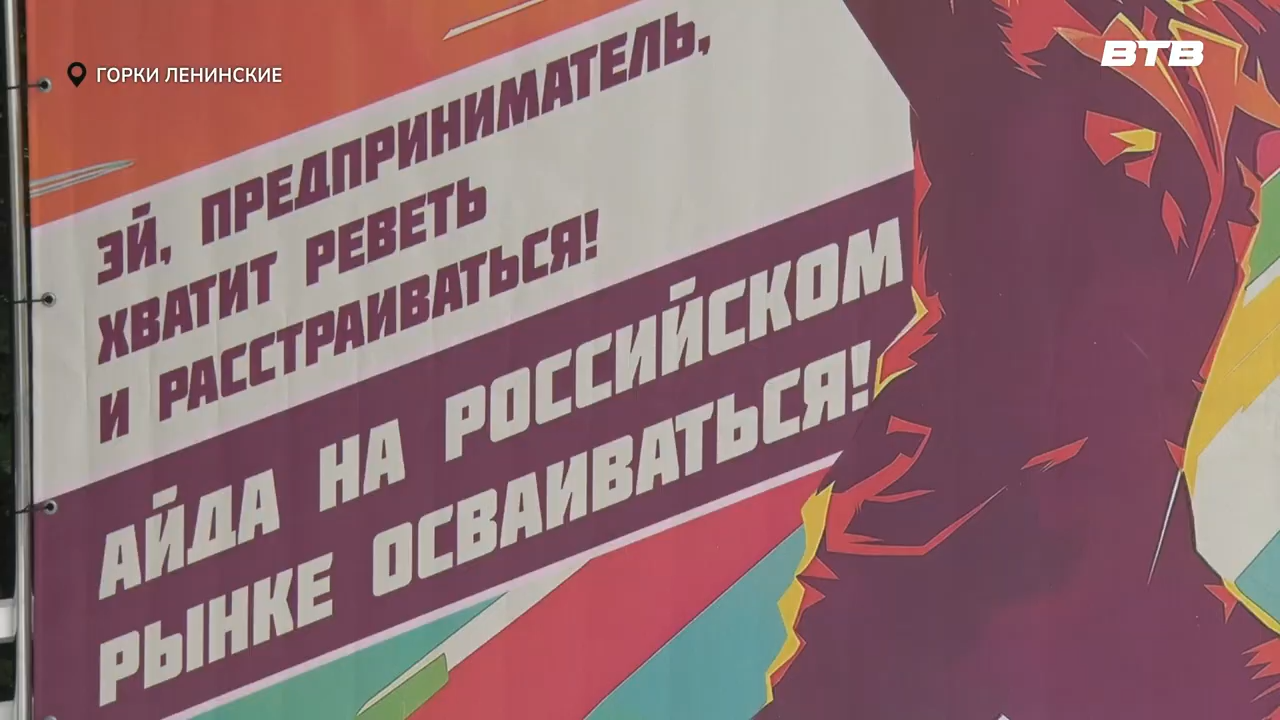 ГОРКИ ЛЕНИНСКИЕ
ВТВ
ЭЙ, ПРЕДПРИНИМАТЕЛЬ,
ХВАТИТ РЕВЕТЬ
И РАССТРАИВАТЬСЯ!
АЙДА НА РОССИЙСКОМ
РЫНКЕ ОСВАИВАТЬСЯ!